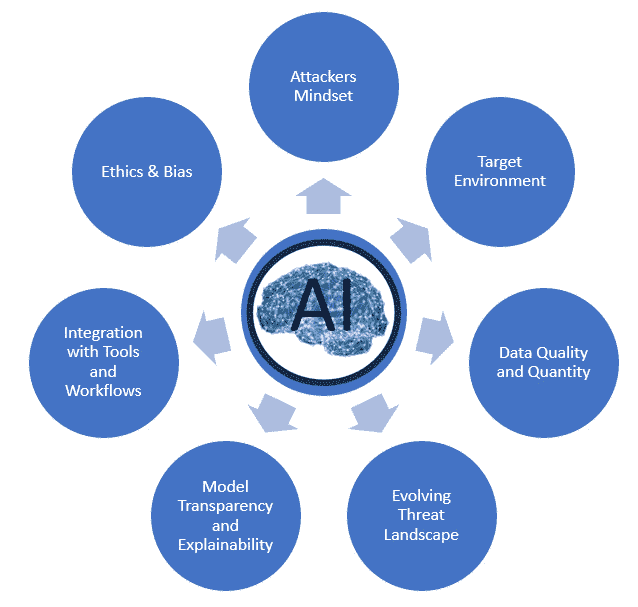 Attackers
Mindset
Target
Environment
Data Quality
and Quantity
Evolving
Threat
Landscape
Model
Transparency
and
Explainability
Integration
with Tools
and
Workflows
Ethics & Bias
AI